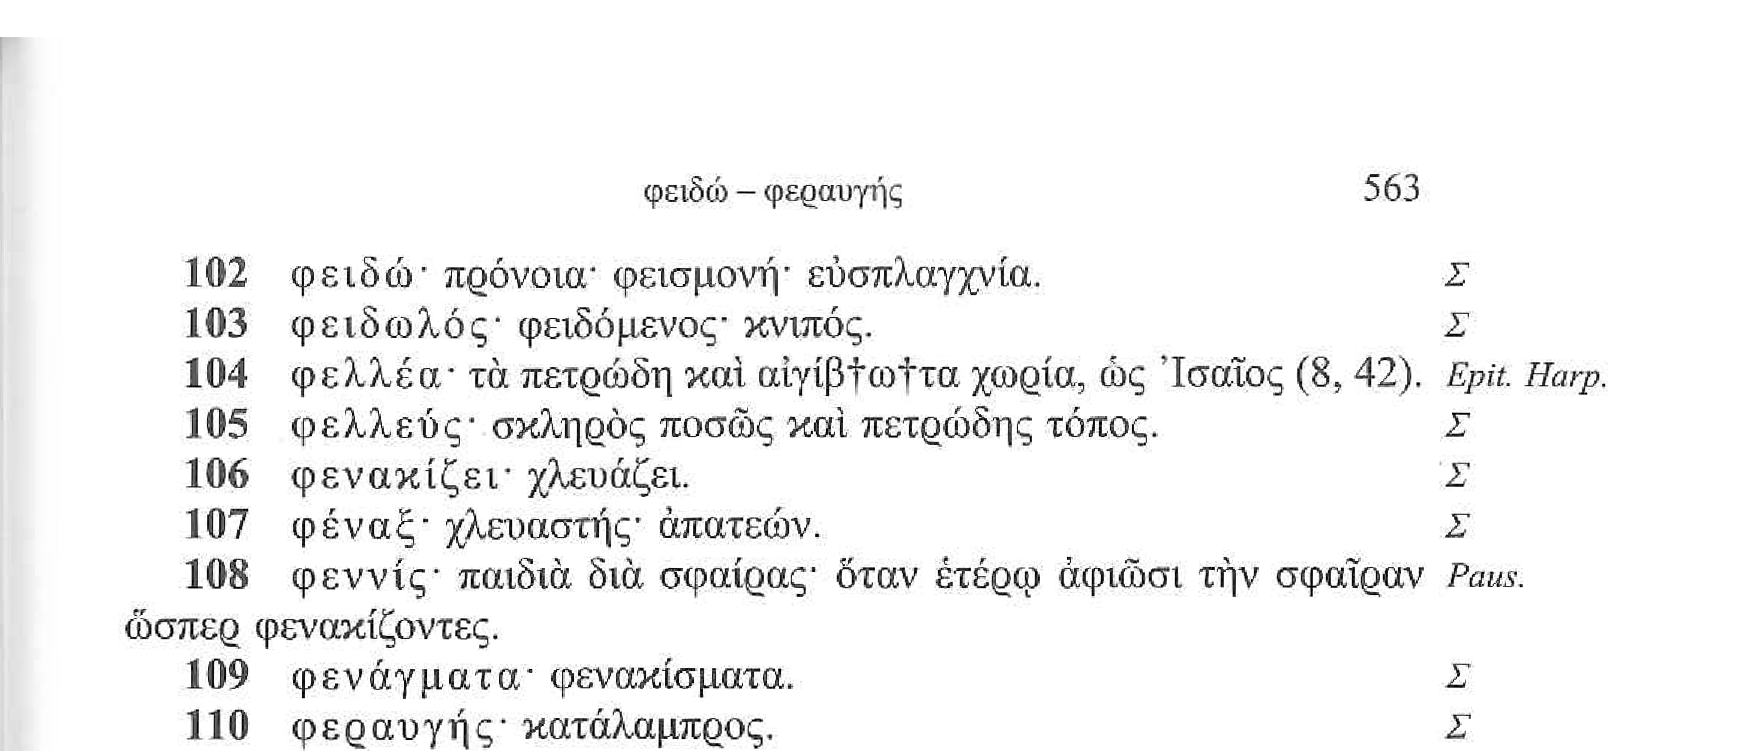 φειδώ – φεραυγής 563
102 φειδώ· πρόνοια· φεισμονή· εὐσπλαγχνία. Σ
103 φειδωλός· φειδόμενος· κνιπός. Σ
104 φελλέα· τὰ πετρώδη καὶ αἰγίβ†ω†τα χωρία, ὡς Ἰσαῖος (8, 42). Epit. Harp.
105 φελλεύς· σκληρὸς ποσῶς καὶ πετρώδης τόπος. Σ
106 φενακίζει· χλευάζει. Σ
107 φέναξ· χλευαστής· ἀπατεών. Σ
108 φεννίς· παιδιὰ διὰ σφαίρας· ὅταν ἑτέρῳ ἀφιῶσι τὴν σφαῖραν Paus.
ὥσπερ φενακίζοντες.
109 φενάγματα· φενακίσματα. Σ
110 φεραυγής· κατάλαμπρος. Σ